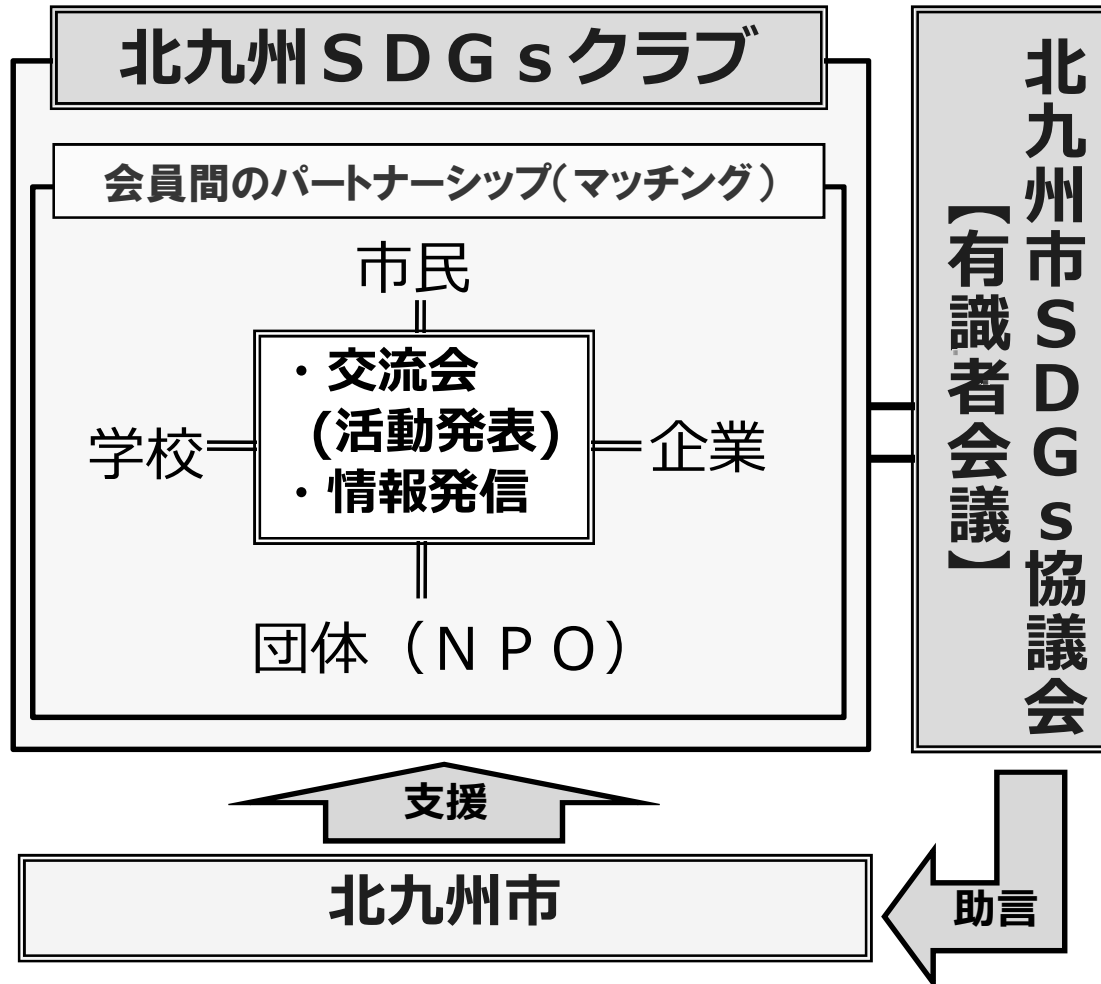 北九州ＳＤＧｓクラブ
会員間のパートナーシップ(マッチング)
市民
・交流会
(活動発表)
・情報発信
学校
企業
団体（ＮＰＯ）
北九州市ＳＤＧｓ協議会
【有識者会議】
支援
北九州市
助言